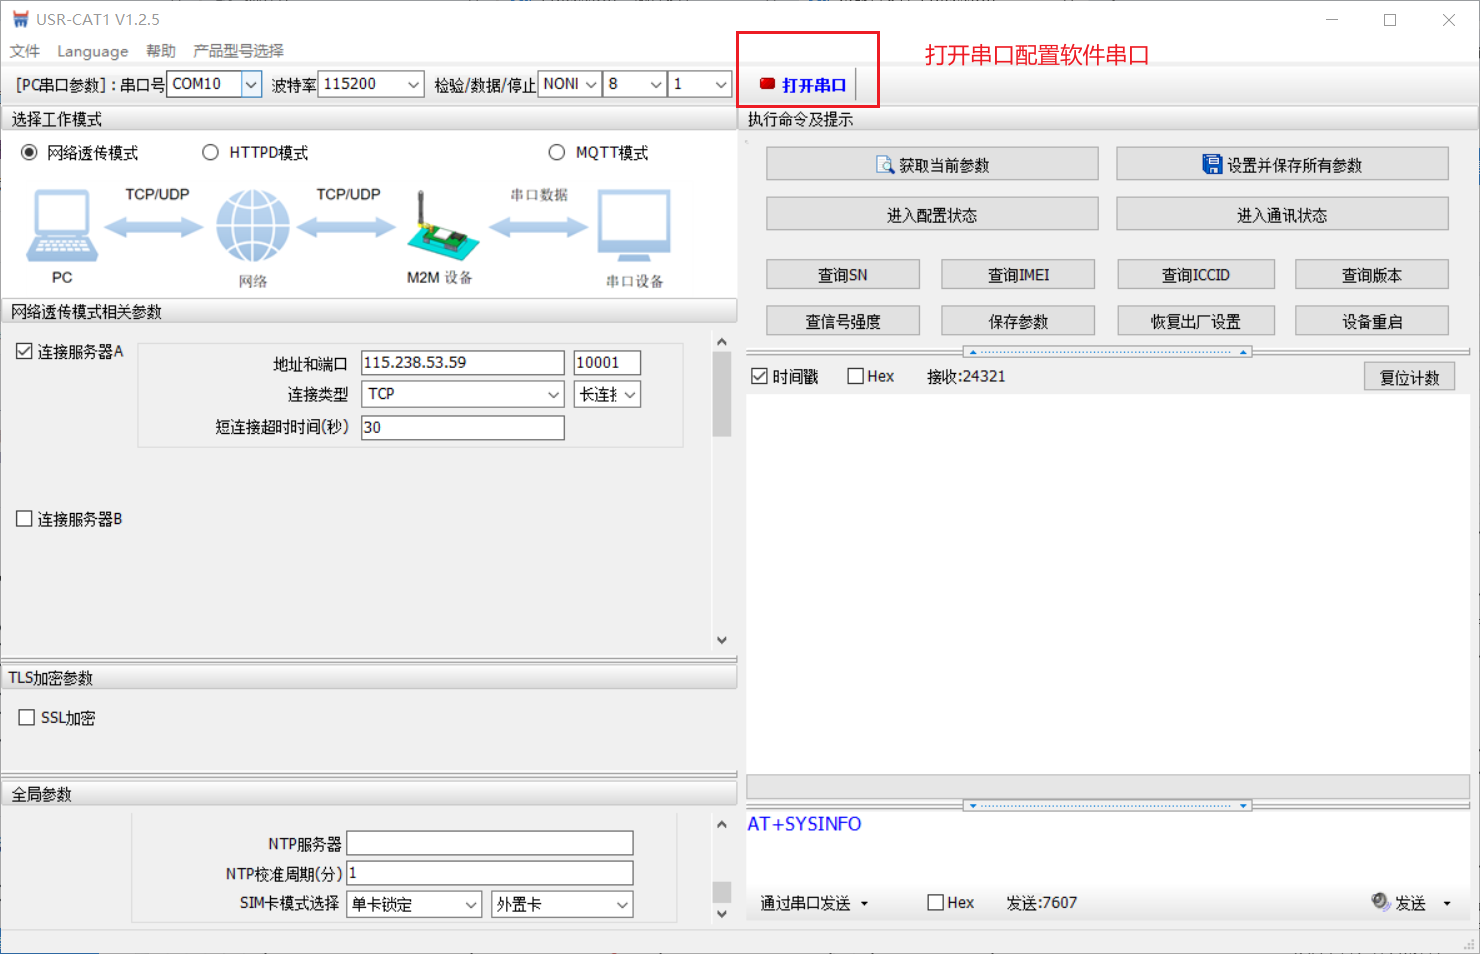 USR-CAT1 V1.2.5
文件 Language 帮助 产品型号选择
打开串口配置软件串口
[PC串口参数]：串口号 COM10 波特率 115200 检验/数据/停止 NONI 8 1 打开串口
选择工作模式
执行命令及提示
网络透传模式 HTTPD模式 MQTT模式
TCP/UDP TCP/UDP 串口数据
PC 网络 M2M 设备 串口设备
获取当前参数 设置并保存所有参数
进入配置状态 进入通讯状态
查询SN 查询IMEI 查询ICCID 查询版本
查信号强度 保存参数 恢复出厂设置 设备重启
网络透传模式相关参数
连接服务器A
地址和端口 115.238.53.59 10001
连接类型 TCP 长连接
短连接超时时间(秒) 30
连接服务器B
时间戳 Hex 接收:24321 复位计数
TLS加密参数
SSL加密
全局参数
NTP服务器
NTP校准周期(分) 1
SIM卡模式选择 单卡锁定 外置卡
AT+SYSINFO
通过串口发送 Hex 发送:7607 发送